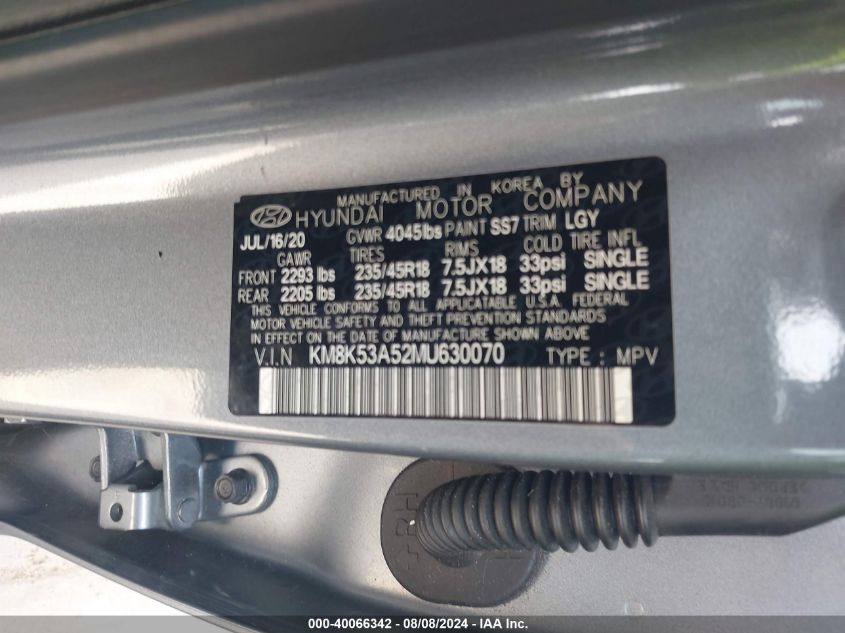 MANUFACTURED IN KOREA BY
HYUNDAI MOTOR COMPANY
JUL/16/20 GVWR 4045lbs PAINT SS7 TRIM LGY
GAWR TIRES RIMS COLD TIRE INFL
FRONT 2293 lbs 235/45R18 7.5JX18 33psi SINGLE
REAR 2205 lbs 235/45R18 7.5JX18 33psi SINGLE
THIS VEHICLE CONFORMS TO ALL APPLICATABLE U.S.A. FEDERAL
MOTOR VEHICLE SAFETY AND THEFT PREVENTION STANDARDS
IN EFFECT ON THE DATE OF MANUFACTURE SHOWN ABOVE
V.I.N KM8K53A52MU630070 TYPE : MPV
000-40066342 / 08/08/2024 - IAA Inc.